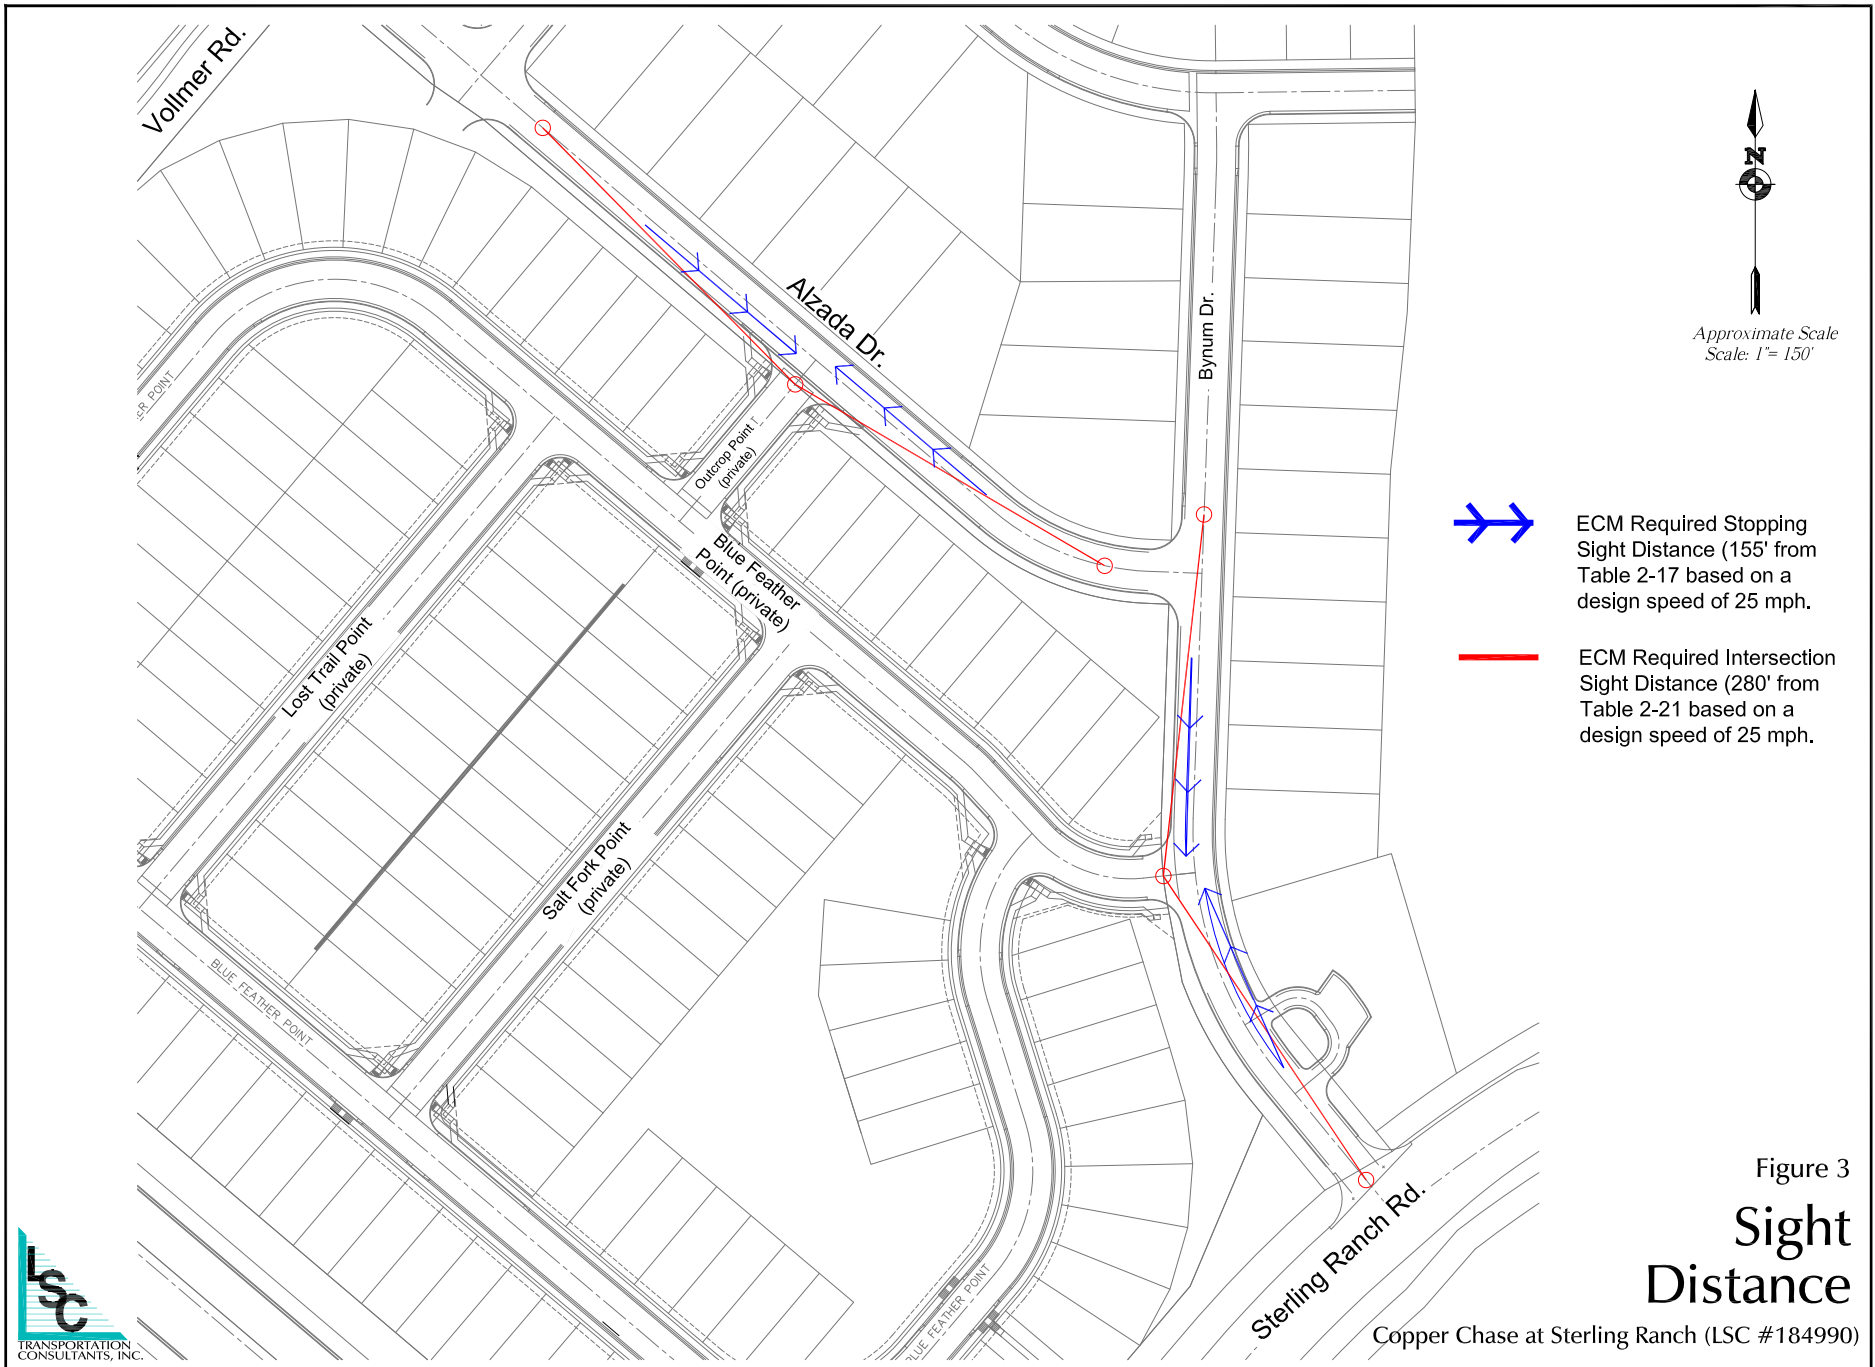 Vollmer Rd.
N
Approximate Scale
Scale: 1"= 150'
Alzada Dr.
Bynum Dr.
ER POINT
Outcrop Point
(private)
Blue Feather
Point (private)
ECM Required Stopping
Sight Distance (155' from
Table 2-17 based on a
design speed of 25 mph.
ECM Required Intersection
Sight Distance (280' from
Table 2-21 based on a
design speed of 25 mph.
Lost Trail Point
(private)
Salt Fork Point
(private)
BLUE FEATHER POINT
BLUE FEATHER POINT
Sterling Ranch Rd.
Figure 3
Sight
Distance
Copper Chase at Sterling Ranch (LSC #184990)
LSC
TRANSPORTATION
CONSULTANTS, INC.